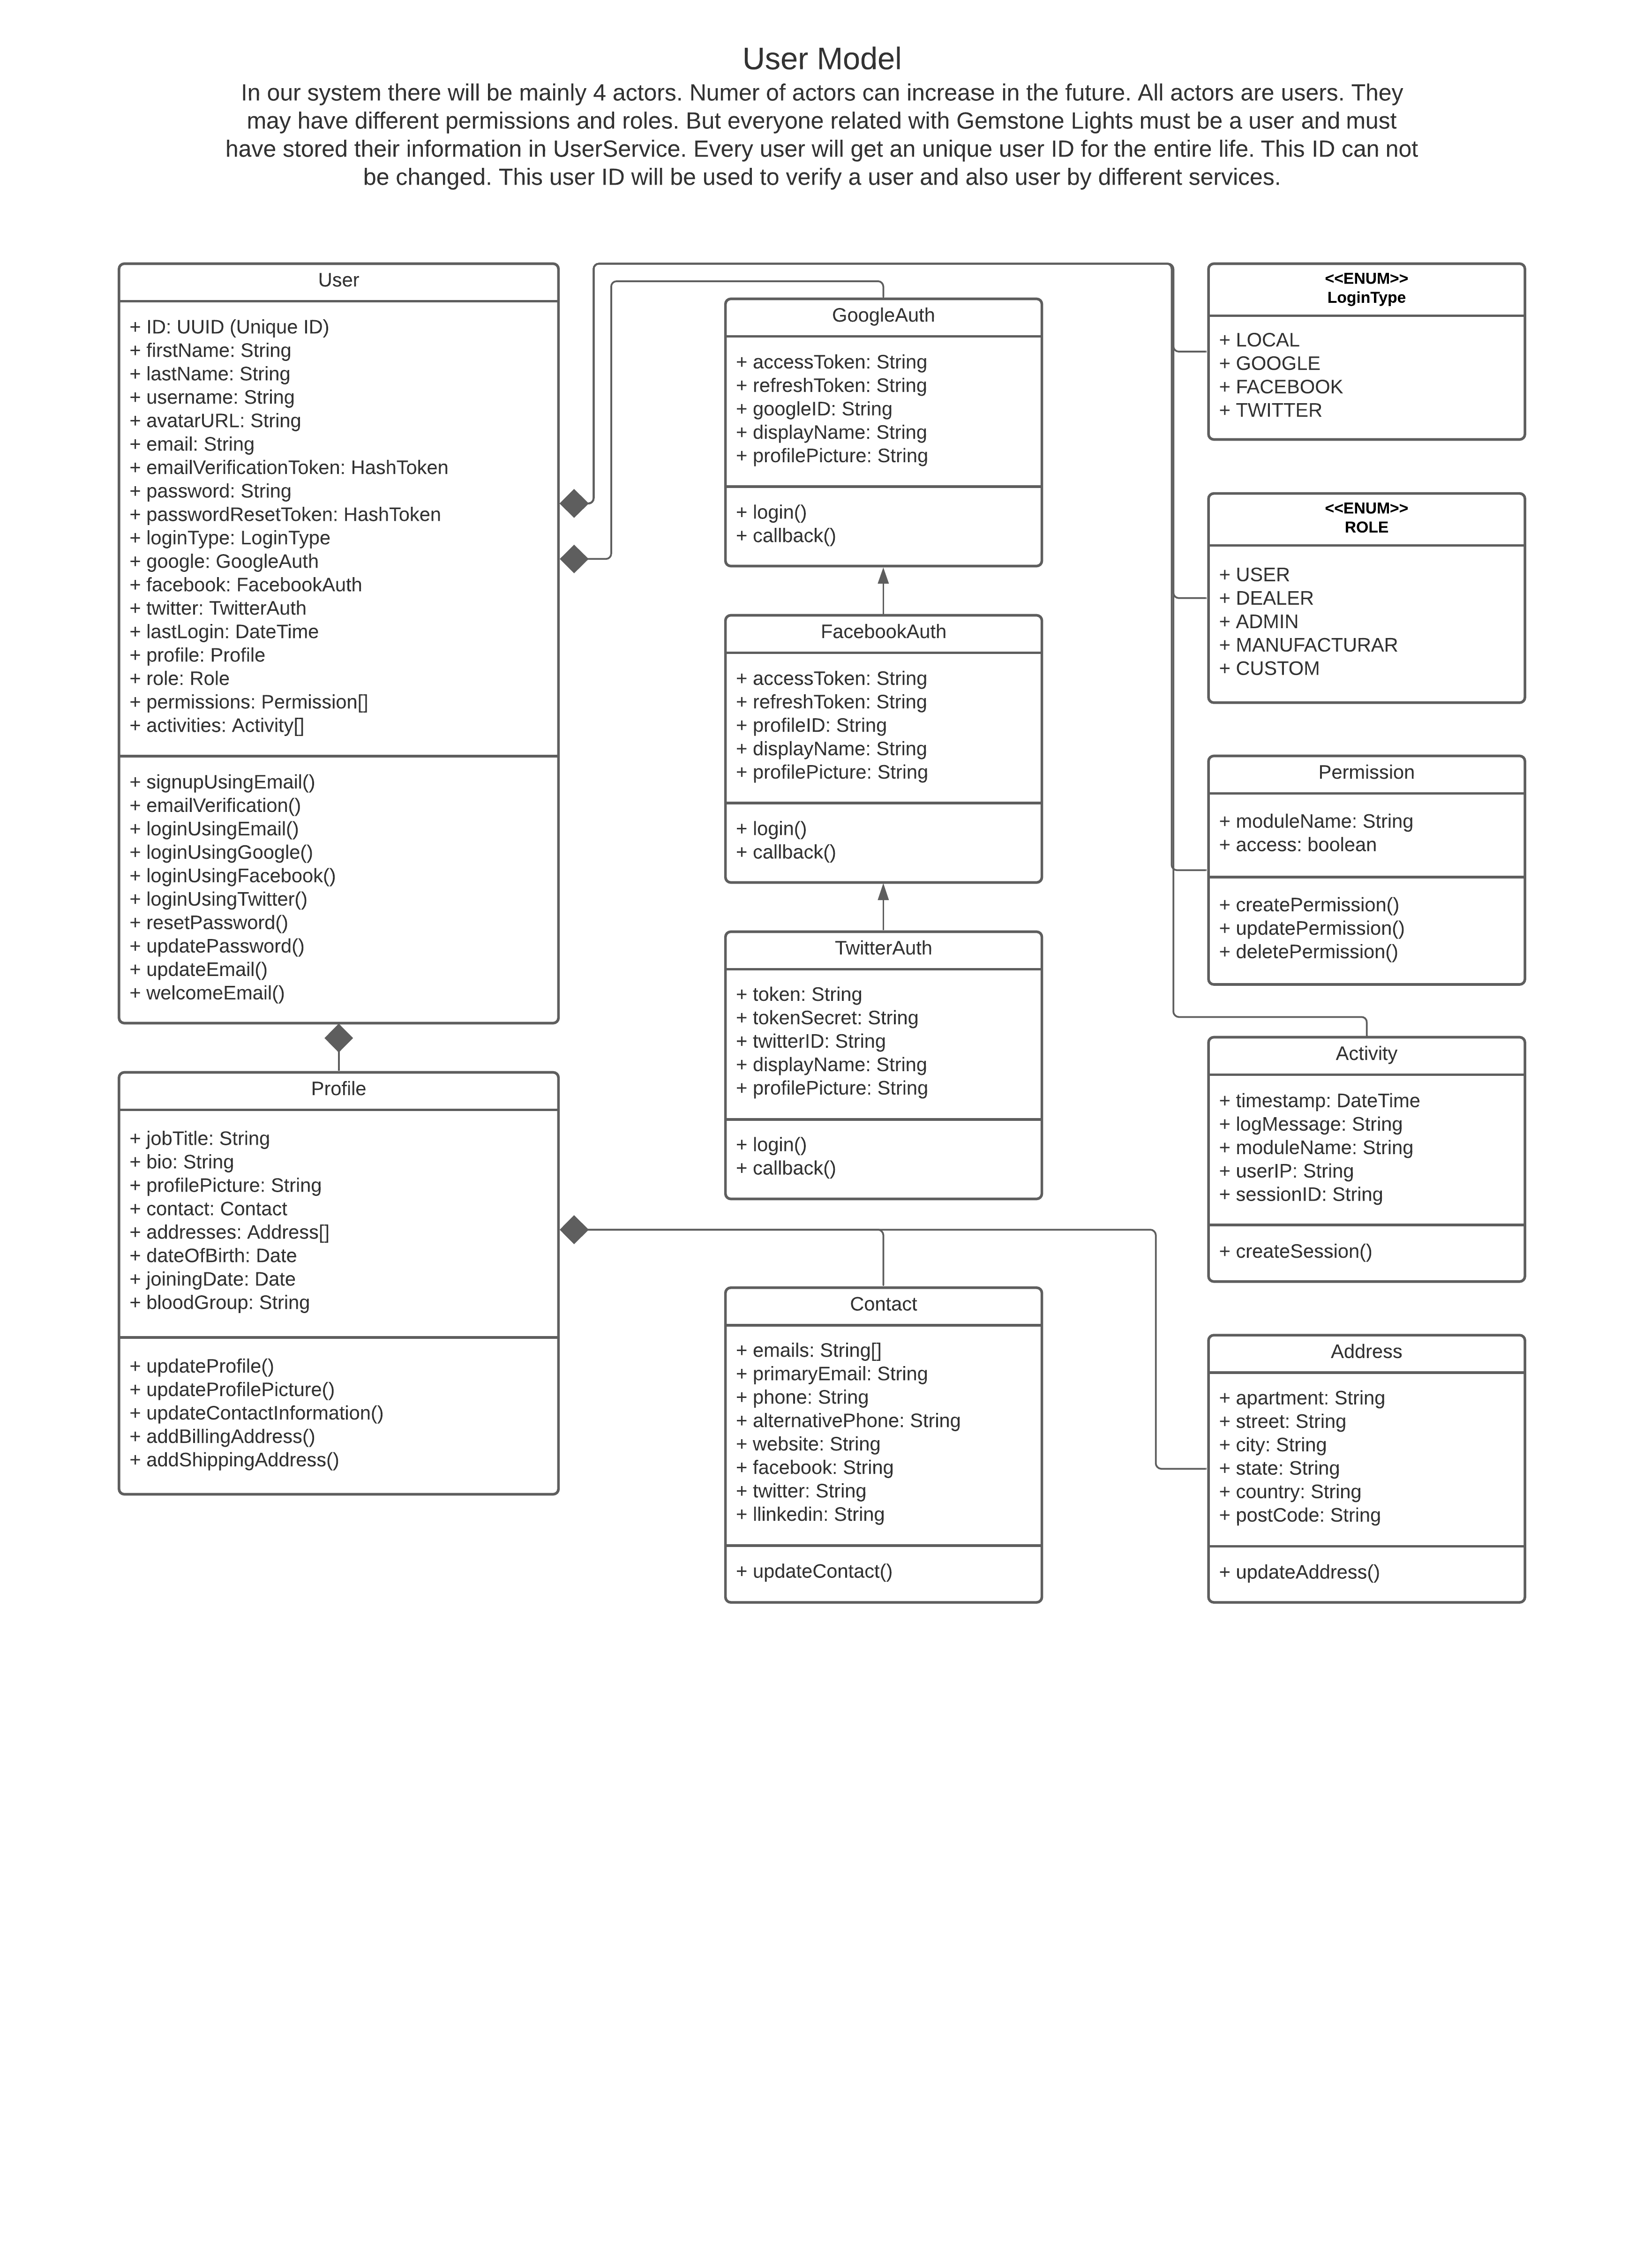 User Model
In our system there will be mainly 4 actors. Numer of actors can increase in the future. All actors are users. They
may have different permissions and roles. But everyone related with Gemstone Lights must be a user and must
have stored their information in UserService. Every user will get an unique user ID for the entire life. This ID can not
be changed. This user ID will be used to verify a user and also user by different services.
User
+ ID: UUID (Unique ID)
+ firstName: String
+ lastName: String
+ username: String
+ avatarURL: String
+ email: String
+ emailVerificationToken: HashToken
+ password: String
+ passwordResetToken: HashToken
+ loginType: LoginType
+ google: GoogleAuth
+ facebook: FacebookAuth
+ twitter: TwitterAuth
+ lastLogin: DateTime
+ profile: Profile
+ role: Role
+ permissions: Permission[]
+ activities: Activity[]
+ signupUsingEmail()
+ emailVerification()
+ loginUsingEmail()
+ loginUsingGoogle()
+ loginUsingFacebook()
+ loginUsingTwitter()
+ resetPassword()
+ updatePassword()
+ updateEmail()
+ welcomeEmail()
Profile
+ jobTitle: String
+ bio: String
+ profilePicture: String
+ contact: Contact
+ addresses: Address[]
+ dateOfBirth: Date
+ joiningDate: Date
+ bloodGroup: String
+ updateProfile()
+ updateProfilePicture()
+ updateContactInformation()
+ addBillingAddress()
+ addShippingAddress()
GoogleAuth
+ accessToken: String
+ refreshToken: String
+ googleID: String
+ displayName: String
+ profilePicture: String
+ login()
+ callback()
FacebookAuth
+ accessToken: String
+ refreshToken: String
+ profileID: String
+ displayName: String
+ profilePicture: String
+ login()
+ callback()
TwitterAuth
+ token: String
+ tokenSecret: String
+ twitterID: String
+ displayName: String
+ profilePicture: String
+ login()
+ callback()
Contact
+ emails: String[]
+ primaryEmail: String
+ phone: String
+ alternativePhone: String
+ website: String
+ facebook: String
+ twitter: String
+ llinkedin: String
+ updateContact()
<<ENUM>>
LoginType
+ LOCAL
+ GOOGLE
+ FACEBOOK
+ TWITTER
<<ENUM>>
ROLE
+ USER
+ DEALER
+ ADMIN
+ MANUFACTURAR
+ CUSTOM
Permission
+ moduleName: String
+ access: boolean
+ createPermission()
+ updatePermission()
+ deletePermission()
Activity
+ timestamp: DateTime
+ logMessage: String
+ moduleName: String
+ userIP: String
+ sessionID: String
+ createSession()
Address
+ apartment: String
+ street: String
+ city: String
+ state: String
+ country: String
+ postCode: String
+ updateAddress()